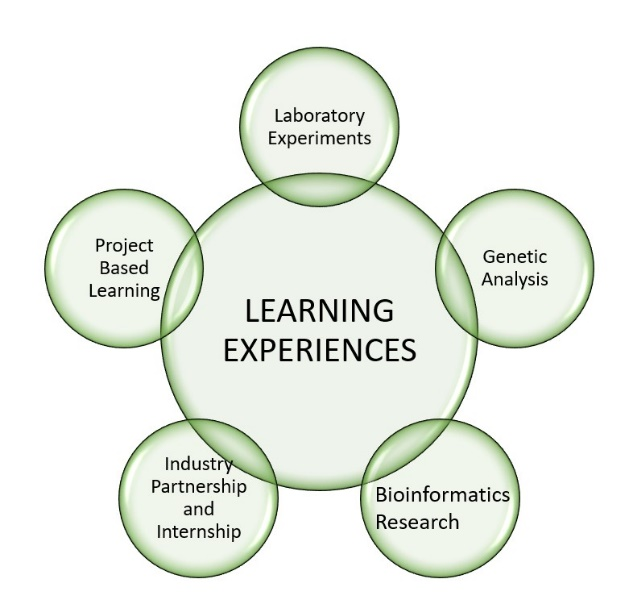 Laboratory
Experiments
Project
Based
Learning
Genetic
Analysis
LEARNING
EXPERIENCES
Industry
Partnership
and
Internship
Bioinformatics
Research